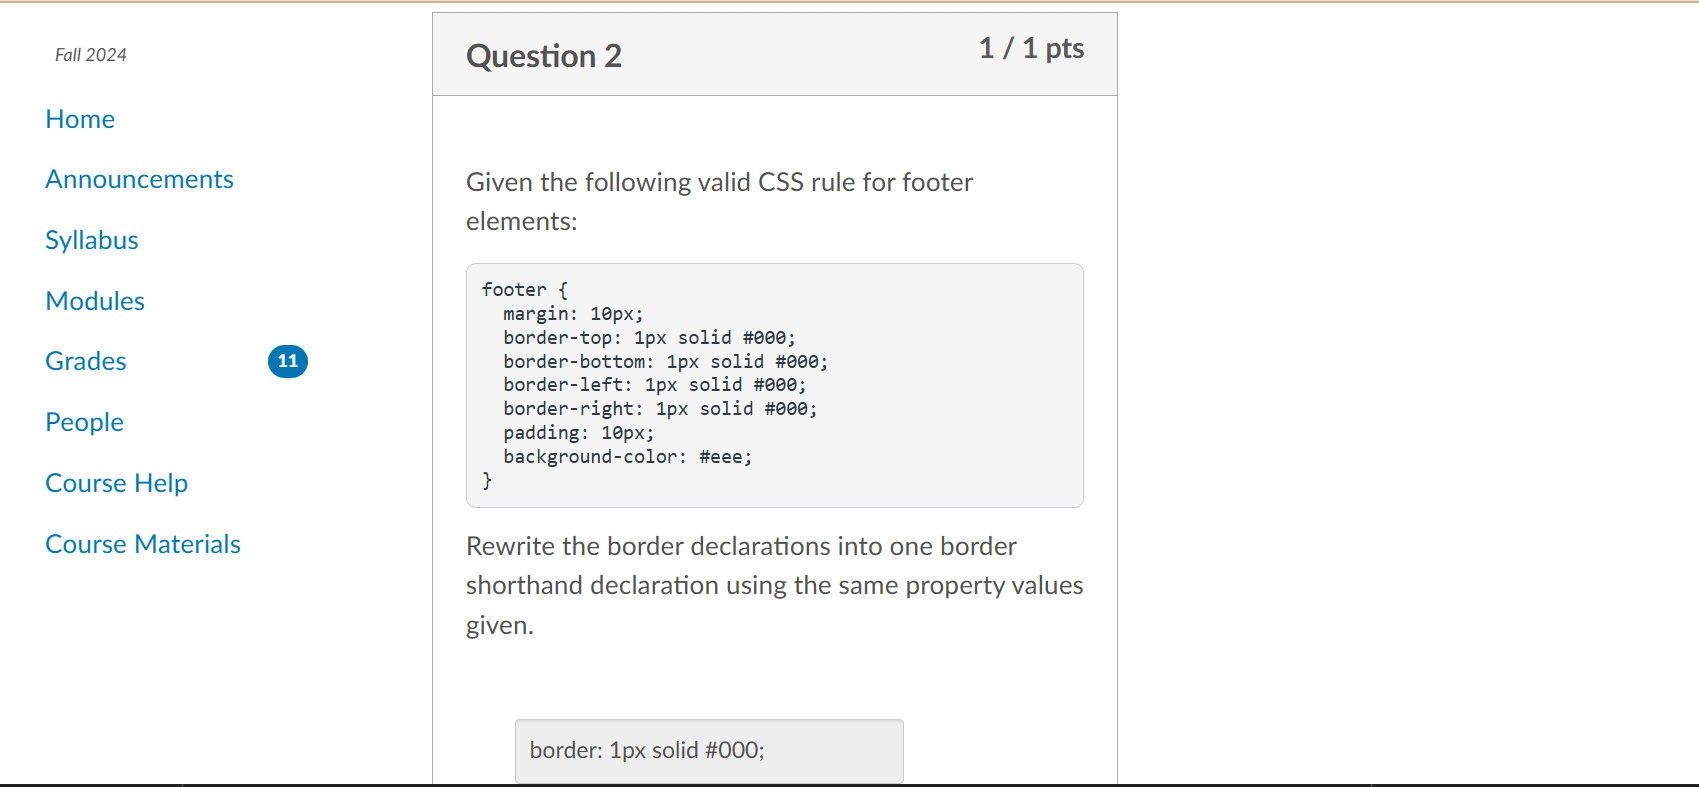 Fall 2024
Home
Announcements
Syllabus
Modules
Grades
11
People
Course Help
Course Materials
Question 2
1 / 1 pts
Given the following valid CSS rule for footer
elements:
footer {
  margin: 10px;
  border-top: 1px solid #000;
  border-bottom: 1px solid #000;
  border-left: 1px solid #000;
  border-right: 1px solid #000;
  padding: 10px;
  background-color: #eee;
}
Rewrite the border declarations into one border
shorthand declaration using the same property values
given.
border: 1px solid #000;